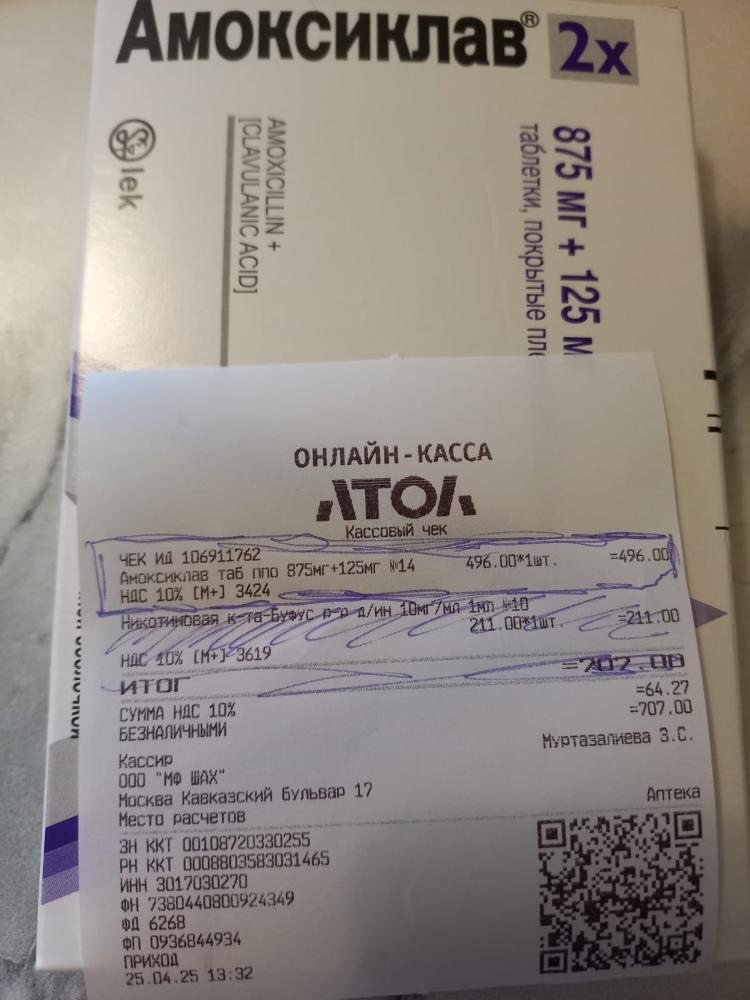 Амоксиклав® 2x
875 мг + 125 м
таблетки, покрытые пл
AMOXICILLIN +
[CLAVULANIC ACID]
lek
ОНЛАЙН-КАССА
АТОЛ
Кассовый чек
ЧЕК ИД 106911762
Амоксиклав таб ппо 875мг+125мг №14 496.00*1шт. =496.00
НДС 10% [М+] 3424
Никотиновая к-та-Буфус р-р д/ин 10мг/мл 1мл №10
211.00*1шт. =211.00
НДС 10% [М+] 3619
ИТОГ =707.00
СУММА НДС 10% =64.27
БЕЗНАЛИЧНЫМИ =707.00
Кассир Муртазалиева З.С.
ООО "МФ ШАХ"
Москва Кавказский бульвар 17
Место расчетов Аптека
ЗН ККТ 00108720330255
РН ККТ 0008803583031465
ИНН 3017030270
ФН 7380440800924349
ФД 6268
ФП 0936844934
ПРИХОД
25.04.25 13:32